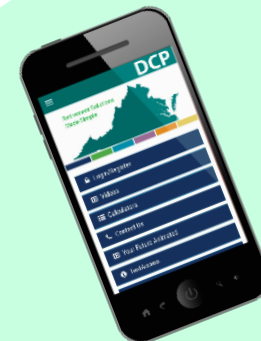 DCP
Retirement Solutions
Made Simple
Login/Register
Videos
Calculators
Contact Us
Your Future Animated